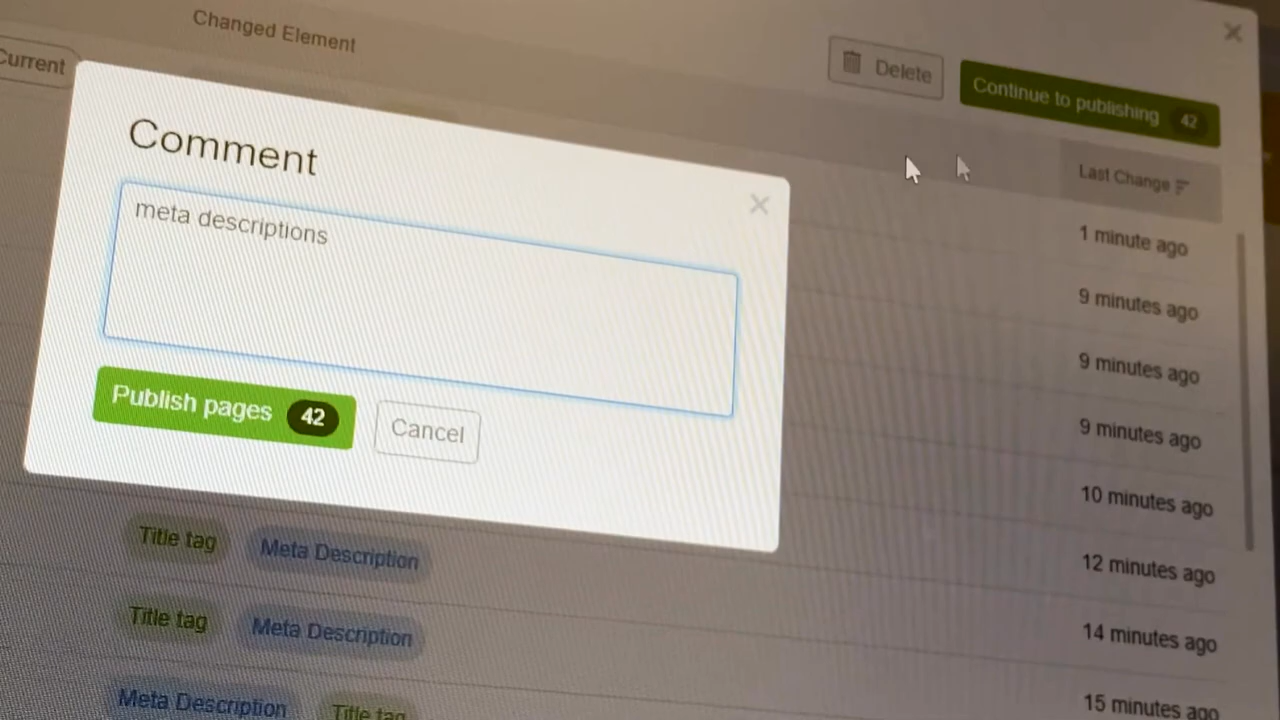 Changed Element
Current
Delete
Continue to publishing 42
Last Change
Comment
meta descriptions
Publish pages 42
Cancel
1 minute ago
9 minutes ago
9 minutes ago
9 minutes ago
10 minutes ago
Title tag Meta Description 12 minutes ago
Title tag Meta Description 14 minutes ago
Meta Description Title tag 15 minutes ago